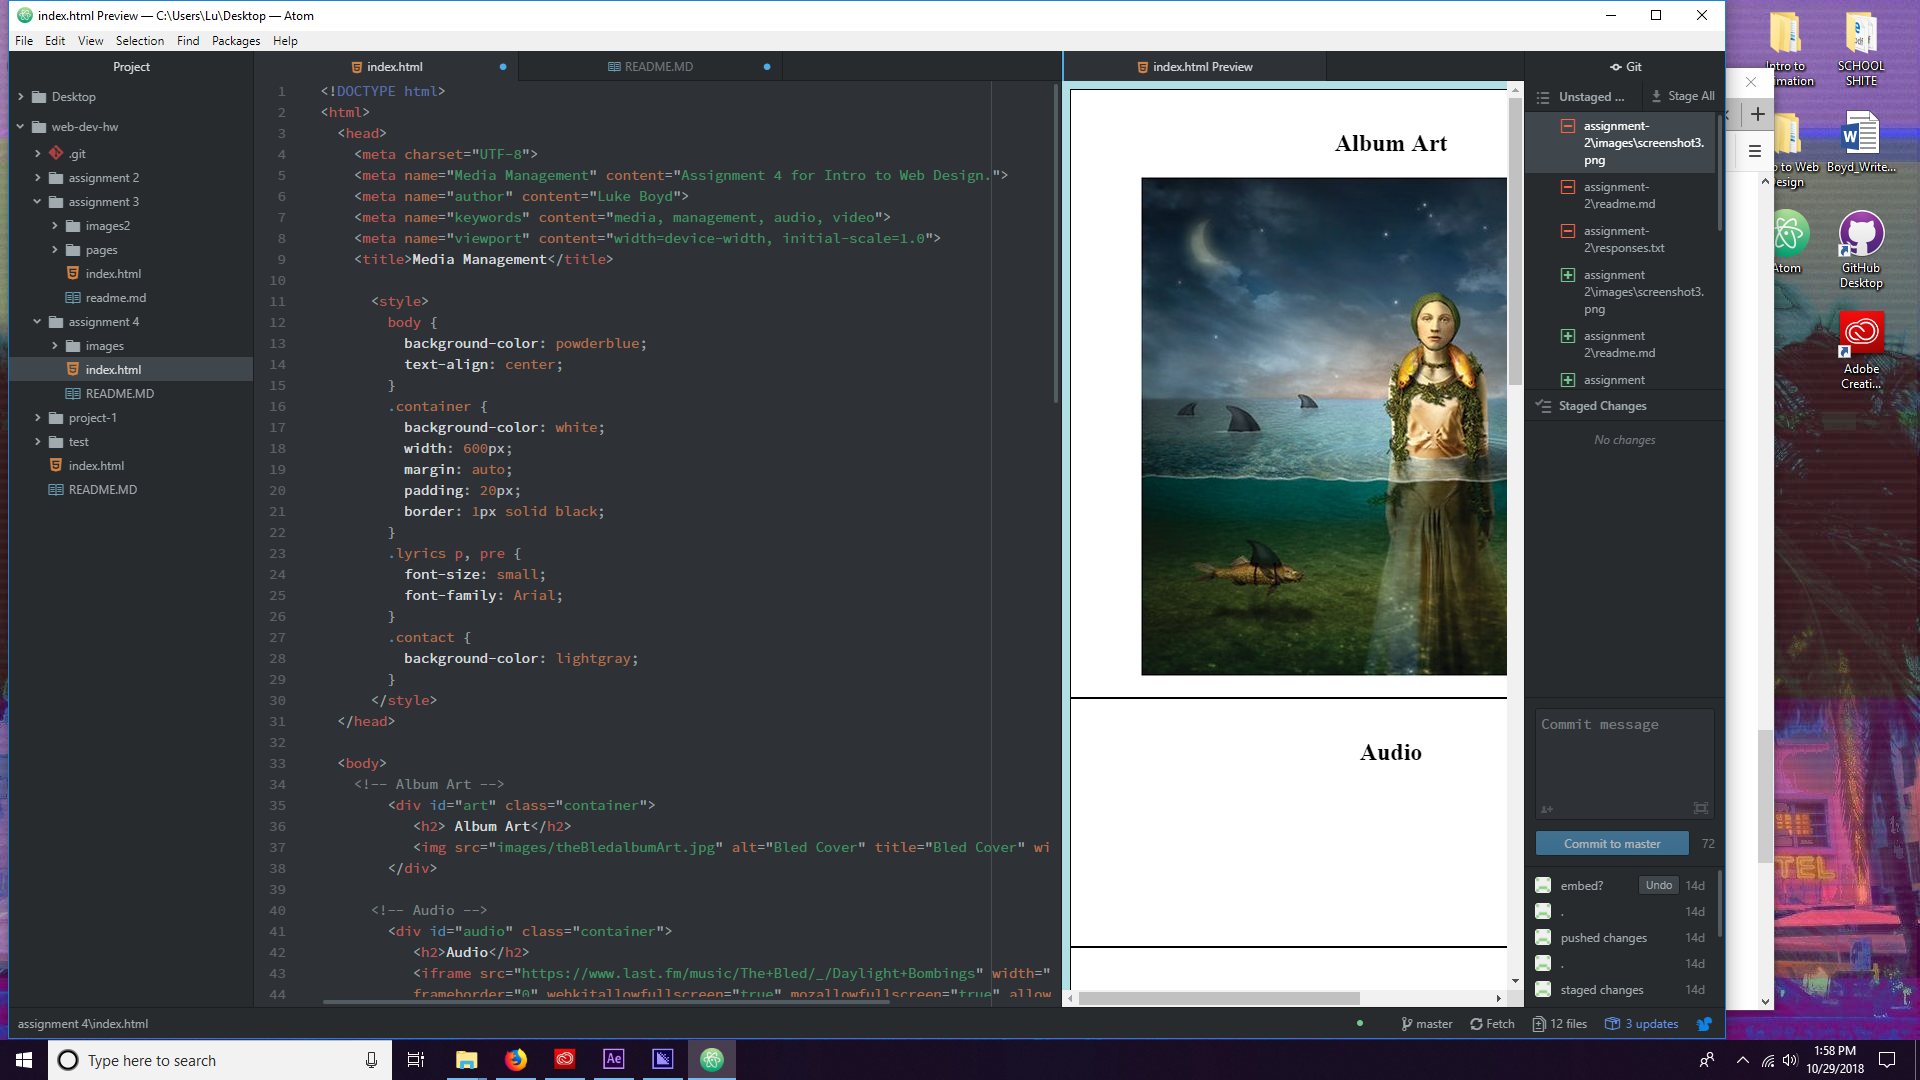 index.html Preview — C:\Users\Lu\Desktop — Atom
File Edit View Selection Find Packages Help
Project
Desktop
web-dev-hw
.git
assignment 2
assignment 3
images2
pages
index.html
readme.md
assignment 4
images
index.html
README.MD
project-1
test
index.html
README.MD
index.html
README.MD
1 <!DOCTYPE html>
2 <html>
3 <head>
4 <meta charset="UTF-8">
5 <meta name="Media Management" content="Assignment 4 for Intro to Web Design.">
6 <meta name="author" content="Luke Boyd">
7 <meta name="keywords" content="media, management, audio, video">
8 <meta name="viewport" content="width=device-width, initial-scale=1.0">
9 <title>Media Management</title>
10
11 <style>
12 body {
13 background-color: powderblue;
14 text-align: center;
15 }
16 .container {
17 background-color: white;
18 width: 600px;
19 margin: auto;
20 padding: 20px;
21 border: 1px solid black;
22 }
23 .lyrics p, pre {
24 font-size: small;
25 font-family: Arial;
26 }
27 .contact {
28 background-color: lightgray;
29 }
30 </style>
31 </head>
32
33 <body>
34 <!-- Album Art -->
35 <div id="art" class="container">
36 <h2> Album Art</h2>
37 <img src="images/theBledalbumArt.jpg" alt="Bled Cover" title="Bled Cover" wi
38 </div>
39
40 <!-- Audio -->
41 <div id="audio" class="container">
42 <h2>Audio</h2>
43 <iframe src="https://www.last.fm/music/The+Bled/_/Daylight+Bombings" width="
44 frameborder="0" webkitallowfullscreen="true" mozallowfullscreen="true" allow
index.html Preview
Album Art
Audio
Git
Unstaged ... Stage All
assignment-
2\images\screenshot3.
png
assignment-
2\readme.md
assignment-
2\responses.txt
assignment
2\images\screenshot3.
png
assignment
2\readme.md
assignment
Staged Changes
No changes
Commit message
Commit to master 72
embed? Undo 14d
. 14d
pushed changes 14d
. 14d
staged changes 14d
assignment 4\index.html
master Fetch 12 files 3 updates
Intro to
mation
SCHOOL
SHITE
to Web
esign
Boyd_Write...
Atom
GitHub
Desktop
Adobe
Creati...
TEL
Type here to search
Ae
1:58 PM
10/29/2018